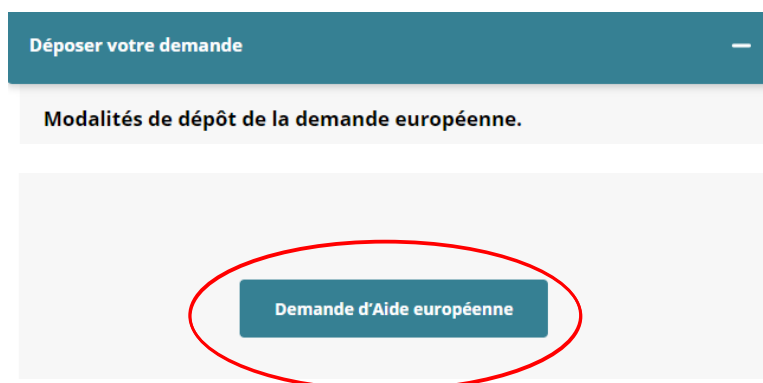 Déposer votre demande
Modalités de dépôt de la demande européenne.
Demande d'Aide européenne